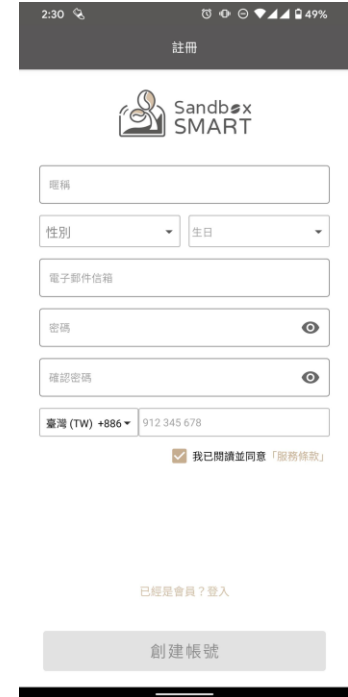 2:30 49%
註冊
Sandbox
SMART
暱稱
性別 生日
電子郵件信箱
密碼
確認密碼
臺灣 (TW) +886 912 345 678
我已閱讀並同意「服務條款」
已經是會員？登入
創建帳號